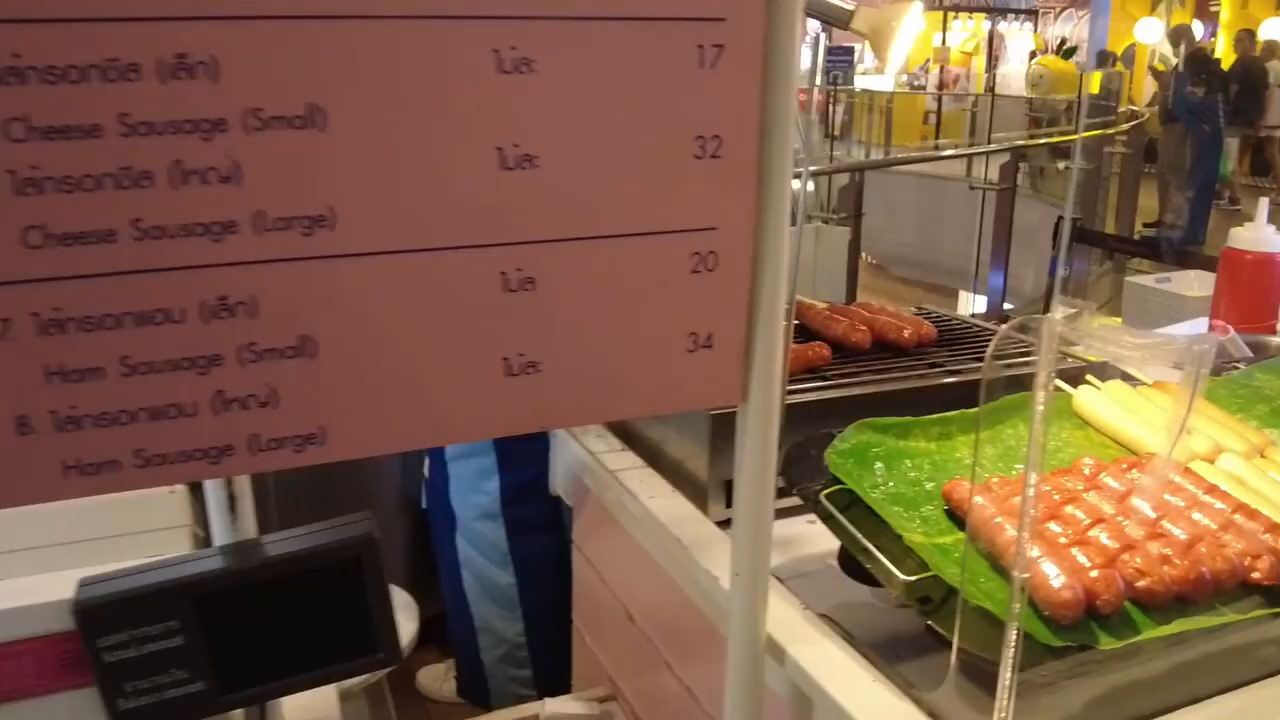 ไส้กรอกชีส (เล็ก) ไม้ละ 17
Cheese Sausage (Small)
ไส้กรอกชีส (ใหญ่) ไม้ละ 32
Cheese Sausage (Large)
7. ไส้กรอกแฮม (เล็ก) ไม้ละ 20
Ham Sausage (Small)
8. ไส้กรอกแฮม (ใหญ่) ไม้ละ 34
Ham Sausage (Large)